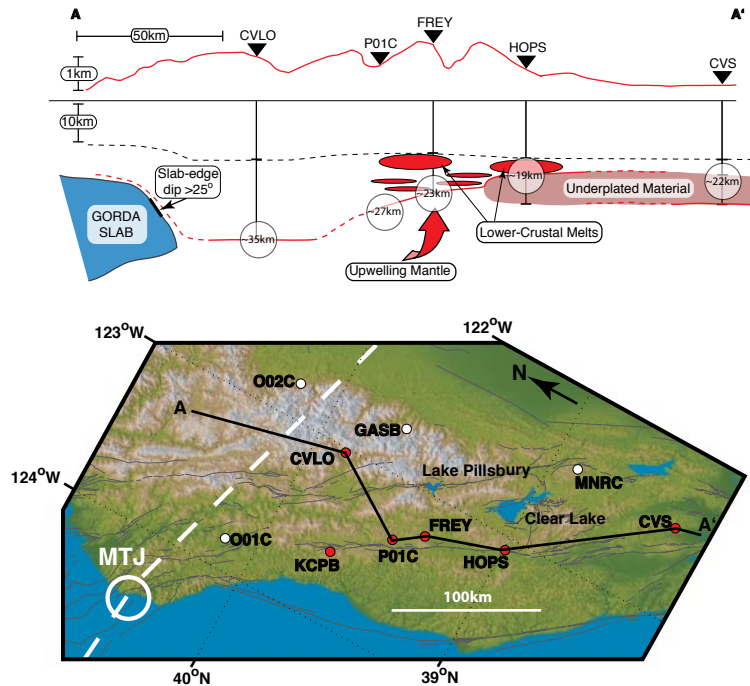 A
A'
50km
FREY
CVLO
P01C
HOPS
CVS
1km
10km
Slab-edge
dip >25°
GORDA
SLAB
~35km
~27km
~23km
~19km
~22km
Underplated Material
Lower-Crustal Melts
Upwelling Mantle
123°W
122°W
N
O02C
A
GASB
CVLO
Lake Pillsbury
MNRC
124°W
Clear Lake
CVS
A'
O01C
FREY
P01C
HOPS
KCPB
MTJ
100km
40°N
39°N